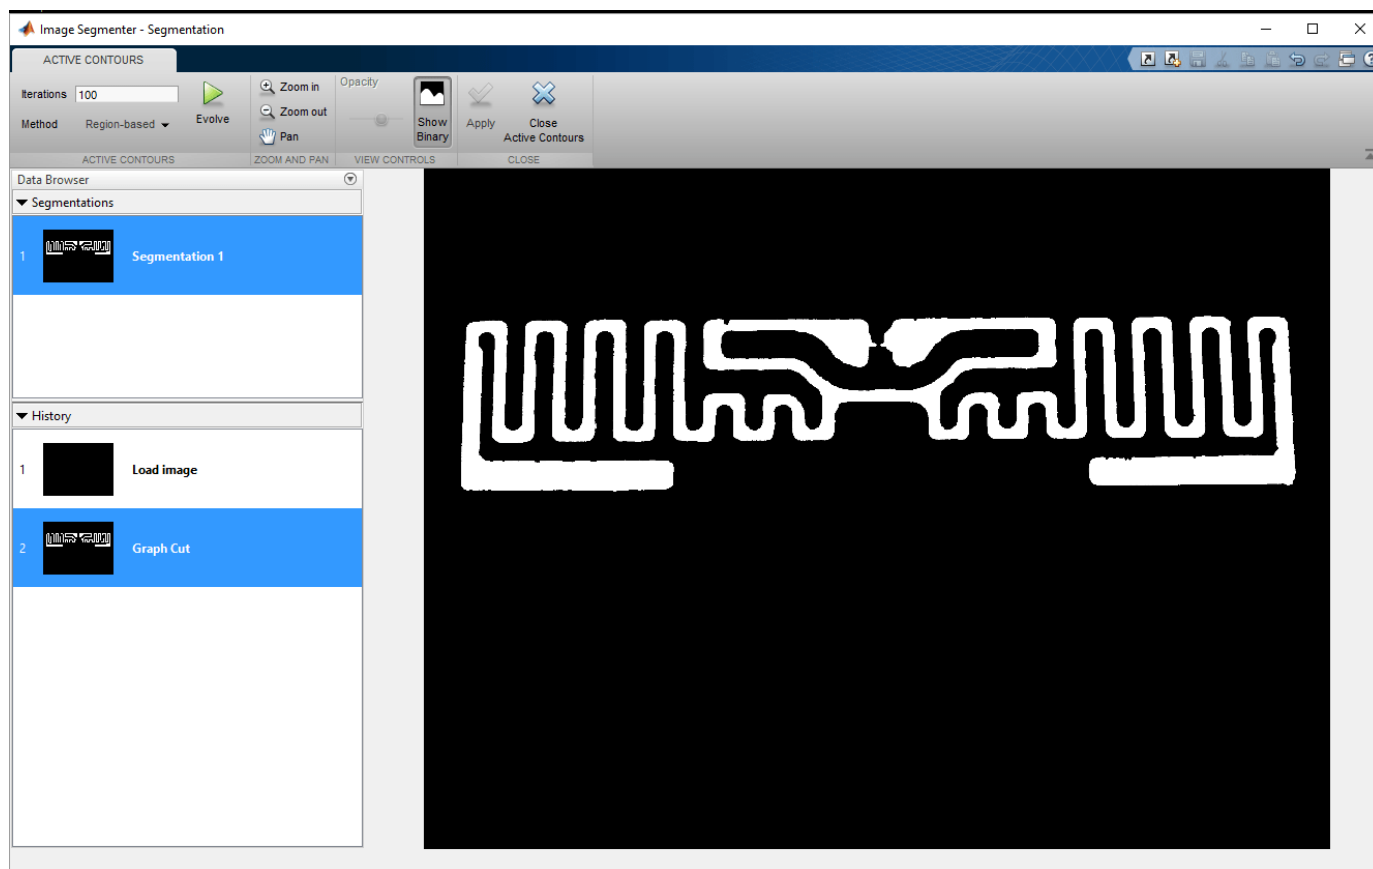 Image Segmenter - Segmentation
ACTIVE CONTOURS
Iterations 100
Method Region-based
Evolve
Zoom in
Zoom out
Pan
Opacity
Show Binary
Apply
Close Active Contours
ACTIVE CONTOURS
ZOOM AND PAN
VIEW CONTROLS
CLOSE
Data Browser
Segmentations
1 Segmentation 1
History
1 Load image
2 Graph Cut